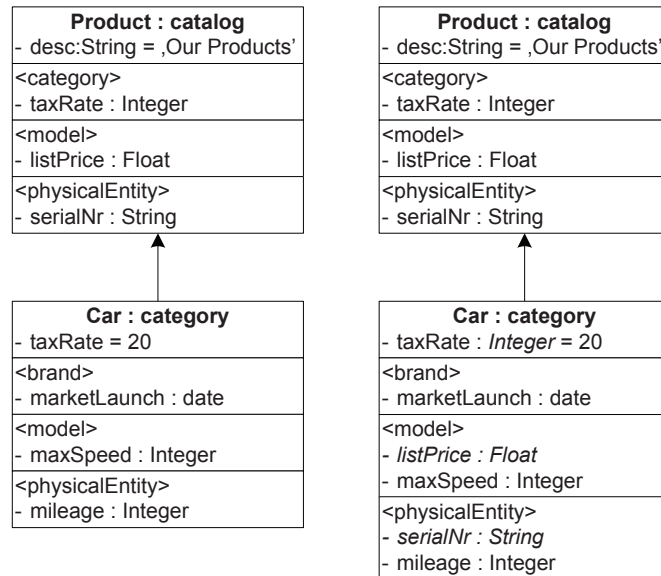 Product : catalog
- desc:String = ‚Our Products’
<category>
- taxRate : Integer
<model>
- listPrice : Float
<physicalEntity>
- serialNr : String
Car : category
- taxRate = 20
<brand>
- marketLaunch : date
<model>
- maxSpeed : Integer
<physicalEntity>
- mileage : Integer
Product : catalog
- desc:String = ‚Our Products’
<category>
- taxRate : Integer
<model>
- listPrice : Float
<physicalEntity>
- serialNr : String
Car : category
- taxRate : Integer = 20
<brand>
- marketLaunch : date
<model>
- listPrice : Float
- maxSpeed : Integer
<physicalEntity>
- serialNr : String
- mileage : Integer